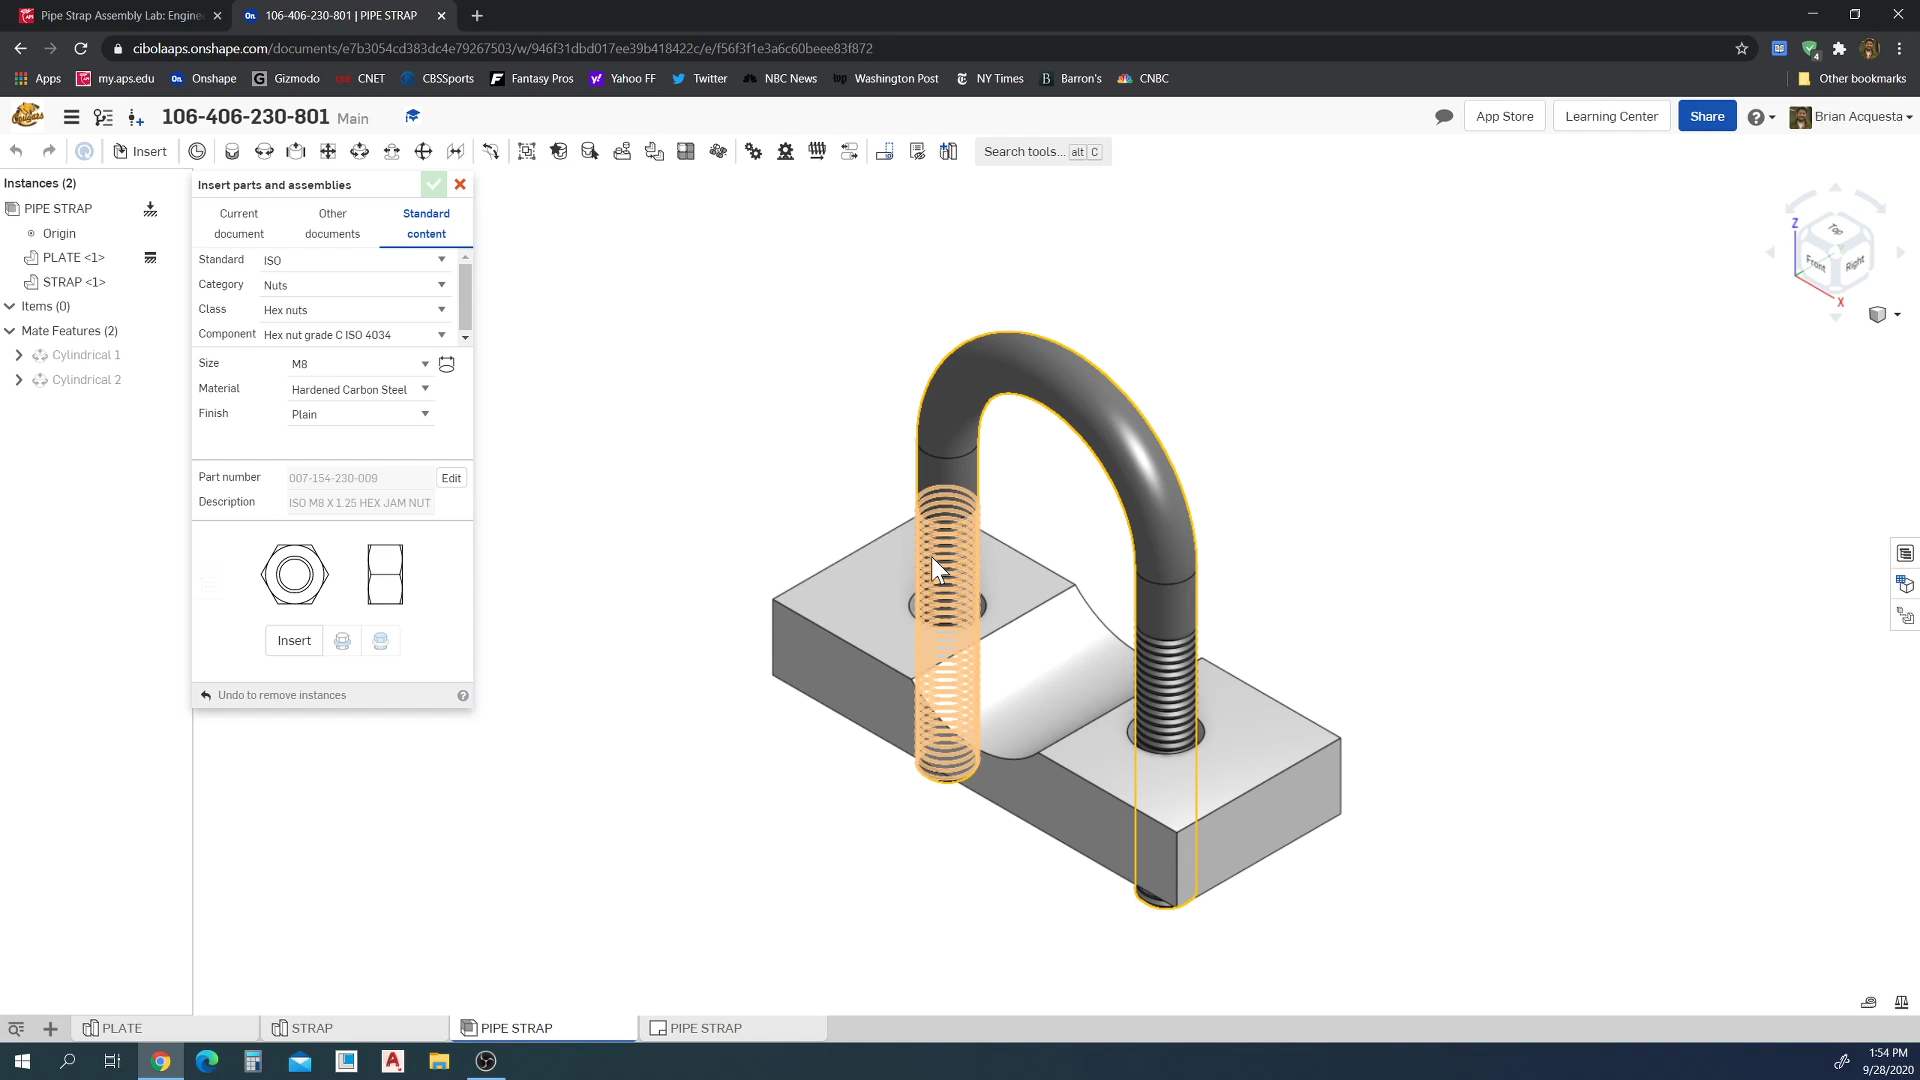 Pipe Strap Assembly Lab: Engine
On 106-406-230-801 | PIPE STRAP
cibolaaps.onshape.com/documents/e7b3054cd383dc4e79267503/w/946f31dbd017ee39b418422c/e/f56f3f1e3a6c60beee83f872
4
Apps my.aps.edu On Onshape G Gizmodo CNET CBSSports F Fantasy Pros y! Yahoo FF Twitter NBC News wp Washington Post NY Times B Barron's CNBC Other bookmarks
Cougars 106-406-230-801 Main App Store Learning Center Share ? Brian Acquesta
Insert Search tools... alt C
Instances (2)
PIPE STRAP
Origin
PLATE <1>
STRAP <1>
Items (0)
Mate Features (2)
Cylindrical 1
Cylindrical 2
Insert parts and assemblies
Current document
Other documents
Standard content
Standard ISO
Category Nuts
Class Hex nuts
Component Hex nut grade C ISO 4034
Size M8
Material Hardened Carbon Steel
Finish Plain
Part number 007-154-230-009 Edit
Description ISO M8 X 1.25 HEX JAM NUT
Insert
Undo to remove instances ?
Z
Top
Front Right
X
PLATE STRAP PIPE STRAP PIPE STRAP
1:54 PM
9/28/2020